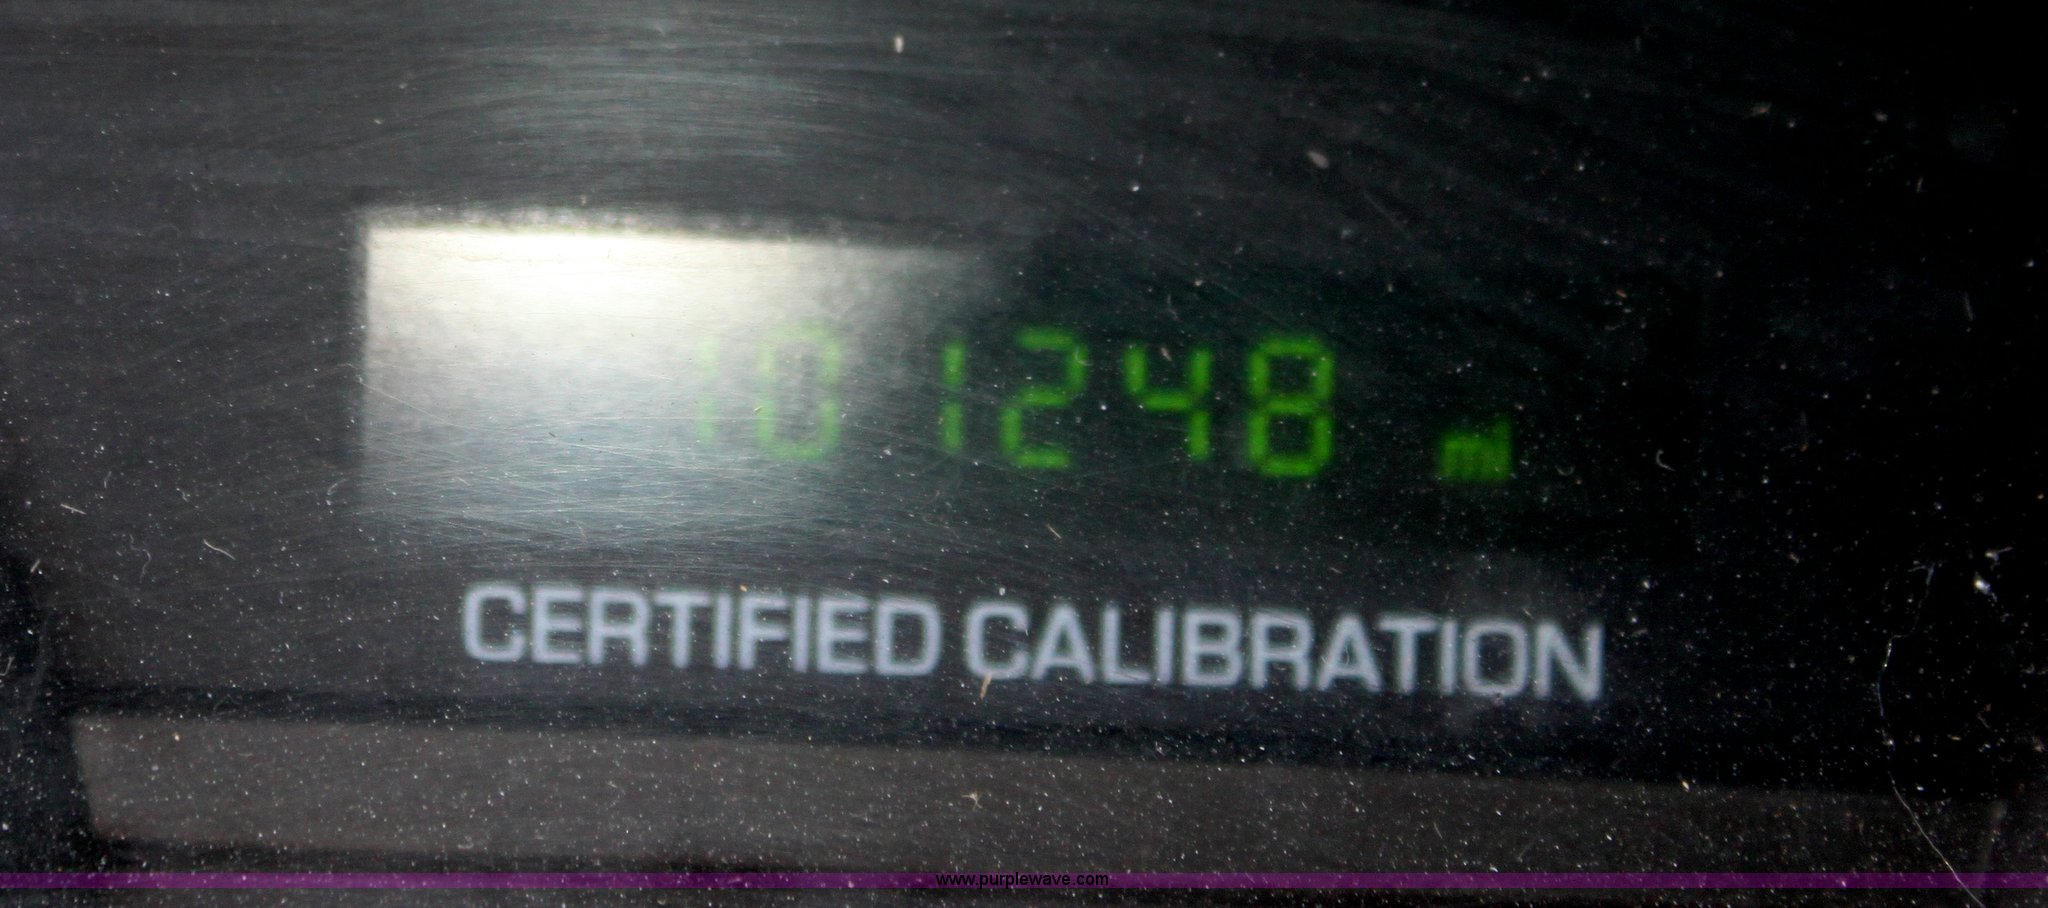 101248 mi
CERTIFIED CALIBRATION
www.purplewave.com